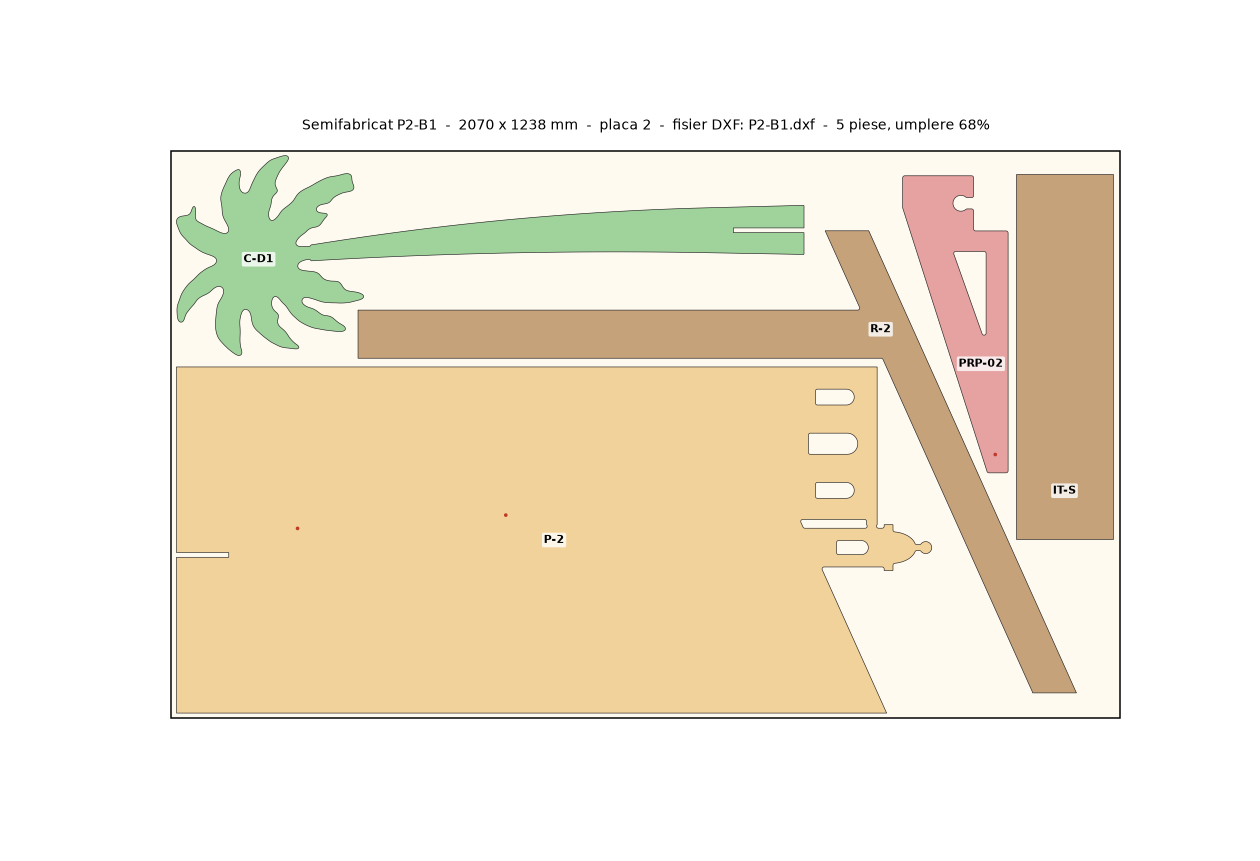 Semifabricat P2-B1 - 2070 x 1238 mm - placa 2 - fisier DXF: P2-B1.dxf - 5 piese, umplere 68%
C-D1
R-2
PRP-02
IT-S
P-2